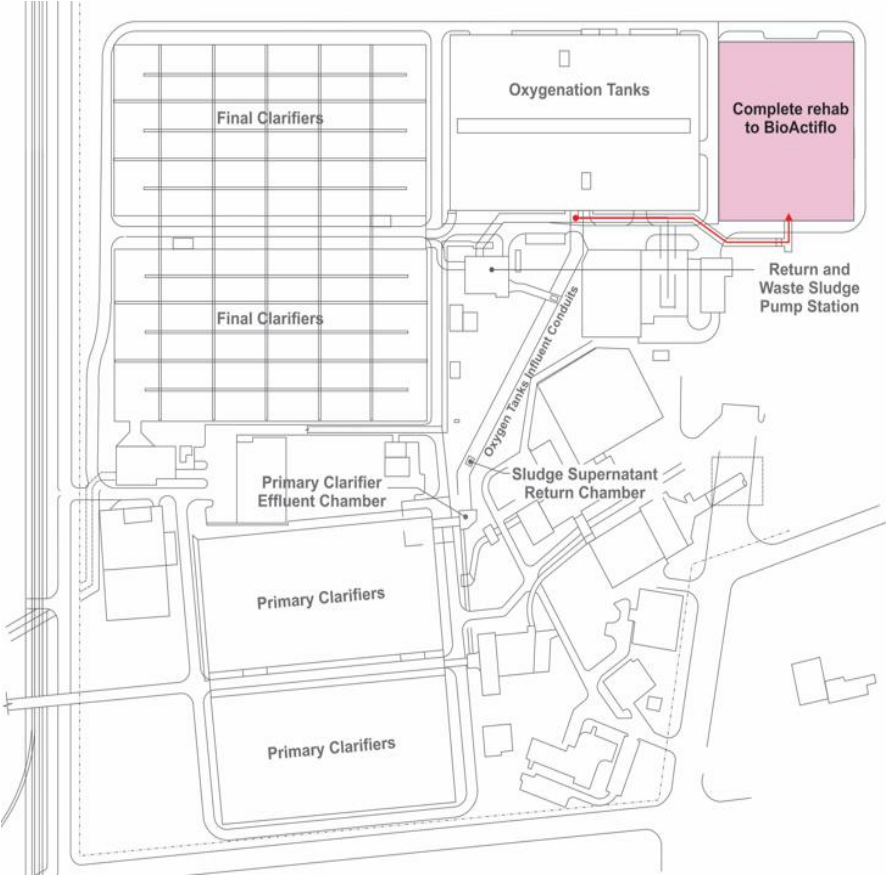 Final Clarifiers
Oxygenation Tanks
Complete rehab
to BioActiflo
Return and
Waste Sludge
Pump Station
Final Clarifiers
Oxygen Tanks Influent Conduits
Primary Clarifier
Effluent Chamber
Sludge Supernatant
Return Chamber
Primary Clarifiers
Primary Clarifiers